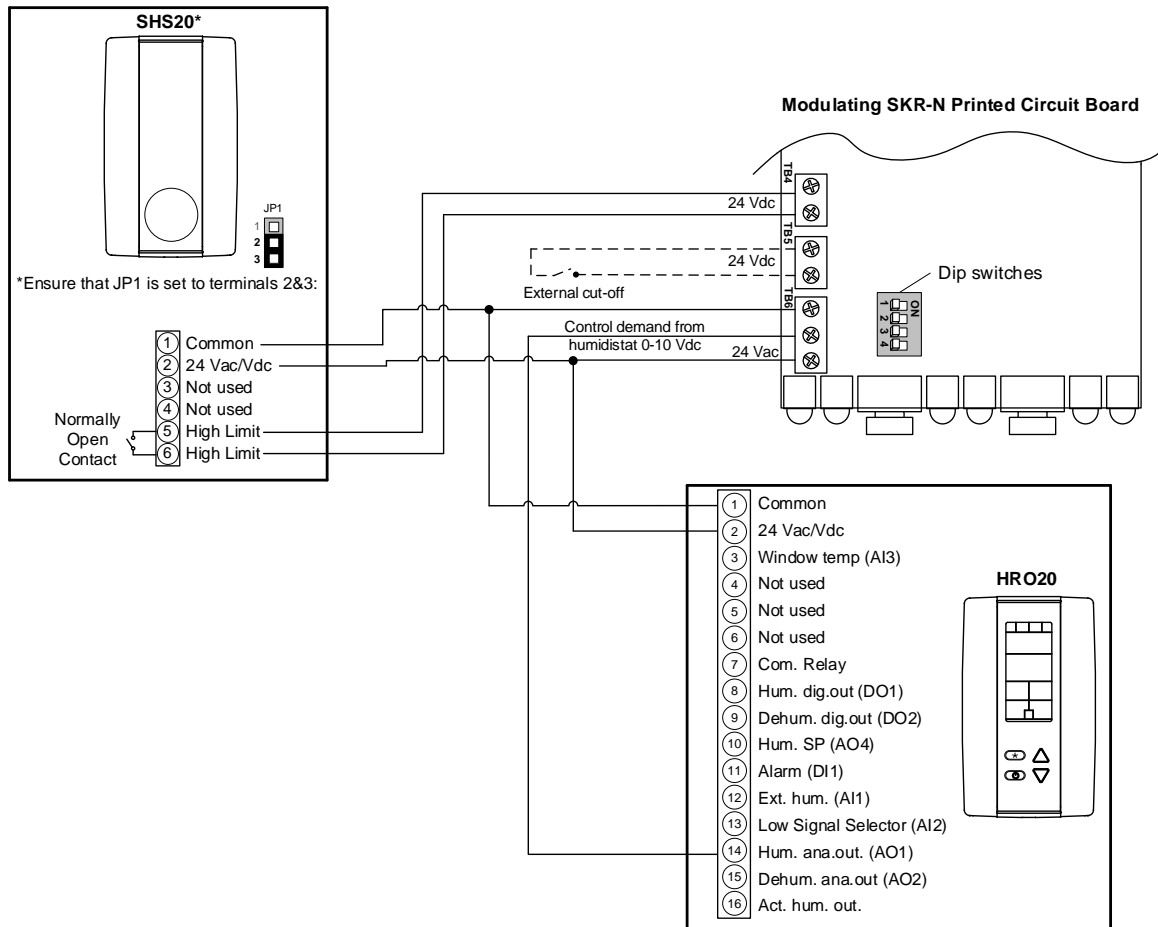 SHS20*
JP1
1
2
3
*Ensure that JP1 is set to terminals 2&3:
1 Common
2 24 Vac/Vdc
3 Not used
4 Not used
5 High Limit
6 High Limit
Normally
Open
Contact
Modulating SKR-N Printed Circuit Board
TB4
24 Vdc
TB5
24 Vdc
External cut-off
TB6
Control demand from
humidistat 0-10 Vdc
24 Vac
Dip switches
ON
1
2
3
4
1 Common
2 24 Vac/Vdc
3 Window temp (AI3)
4 Not used
5 Not used
6 Not used
7 Com. Relay
8 Hum. dig.out (DO1)
9 Dehum. dig.out (DO2)
10 Hum. SP (AO4)
11 Alarm (DI1)
12 Ext. hum. (AI1)
13 Low Signal Selector (AI2)
14 Hum. ana.out. (AO1)
15 Dehum. ana.out (AO2)
16 Act. hum. out.
HRO20